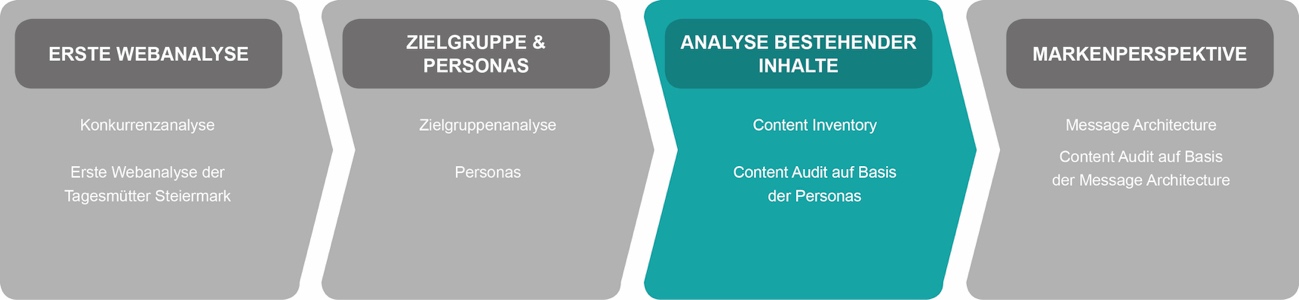 ERSTE WEBANALYSE
Konkurrenzanalyse
Erste Webanalyse der
Tagesmütter Steiermark
ZIELGRUPPE &
PERSONAS
Zielgruppenanalyse
Personas
ANALYSE BESTEHENDER
INHALTE
Content Inventory
Content Audit auf Basis
der Personas
MARKENPERSPEKTIVE
Message Architecture
Content Audit auf Basis
der Message Architecture